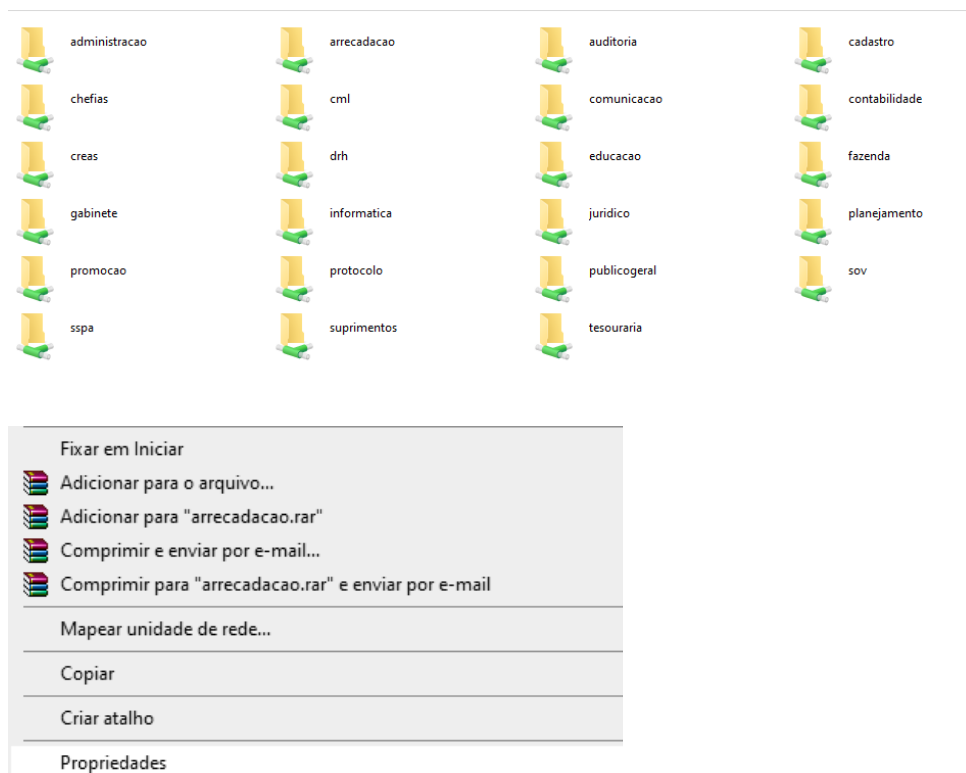 administracao arrecadacao auditoria cadastro
chefias cml comunicacao contabilidade
creas drh educacao fazenda
gabinete informatica juridico planejamento
promocao protocolo publicogeral sov
sspa suprimentos tesouraria
Fixar em Iniciar
Adicionar para o arquivo...
Adicionar para "arrecadacao.rar"
Comprimir e enviar por e-mail...
Comprimir para "arrecadacao.rar" e enviar por e-mail
Mapear unidade de rede...
Copiar
Criar atalho
Propriedades